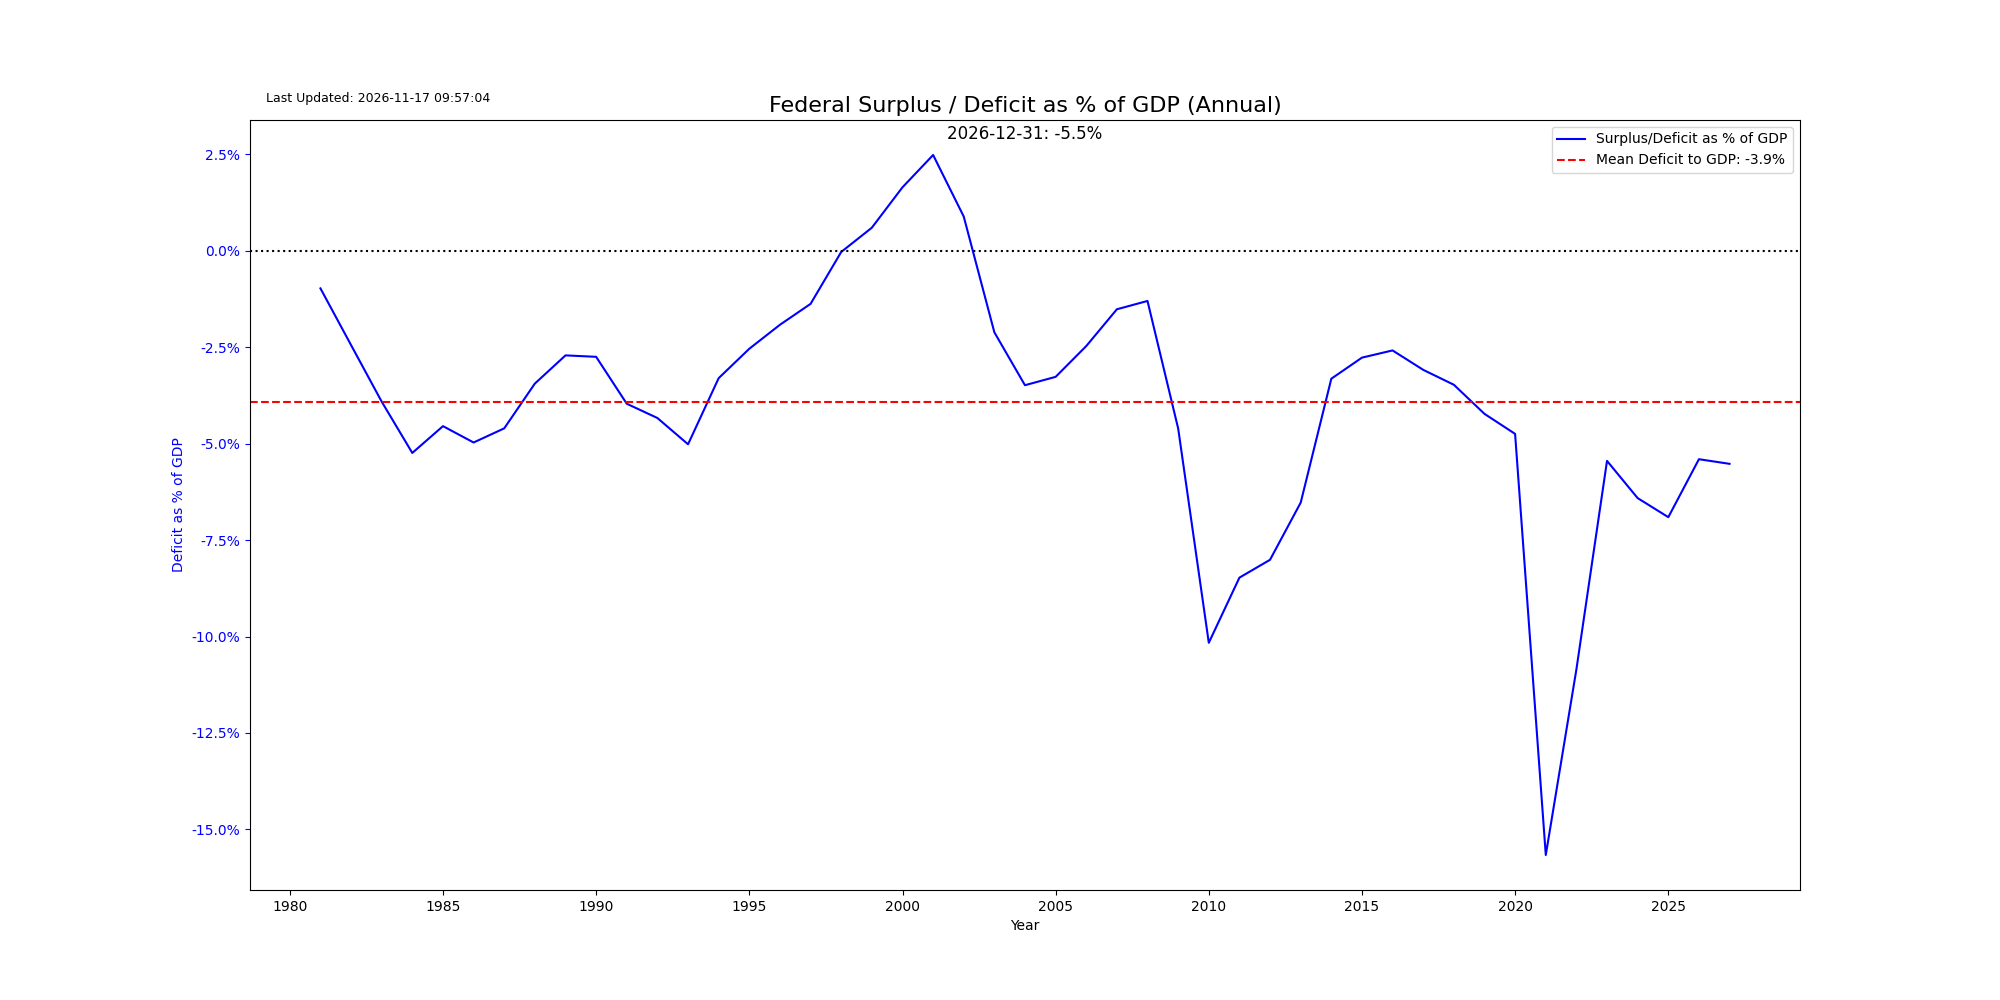 Last Updated: 2026-11-17 09:57:04
Federal Surplus / Deficit as % of GDP (Annual)
2026-12-31: -5.5%
Surplus/Deficit as % of GDP
Mean Deficit to GDP: -3.9%
2.5%
0.0%
-2.5%
-5.0%
-7.5%
-10.0%
-12.5%
-15.0%
Deficit as % of GDP
1980 1985 1990 1995 2000 2005 2010 2015 2020 2025
Year